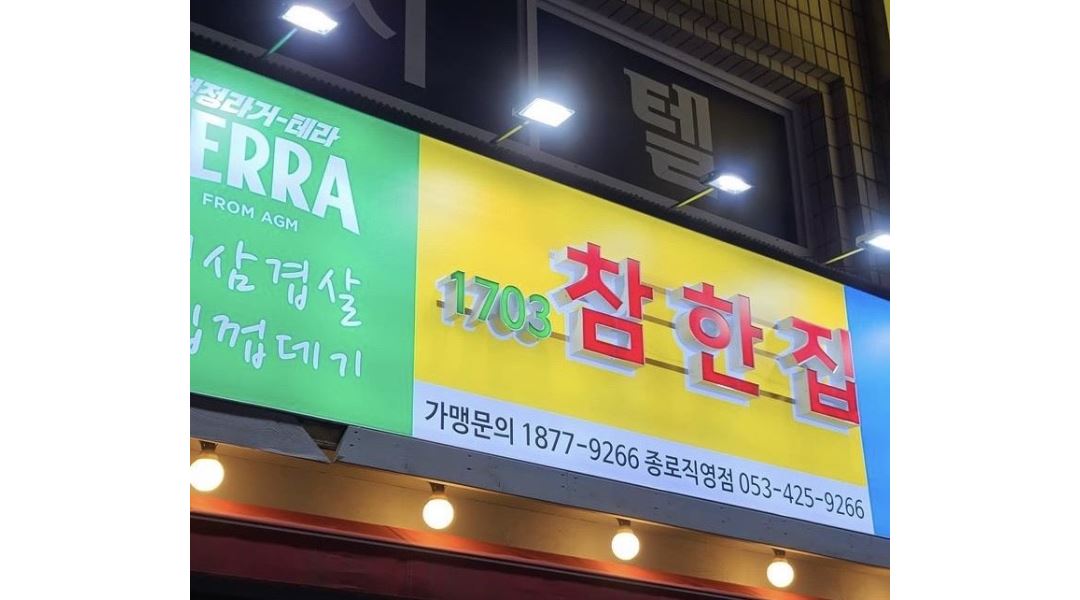 텔
청정라거-테라
TERRA
FROM AGM
삼겹살
껍데기
1703 참한집
가맹문의 1877-9266 종로직영점 053-425-9266